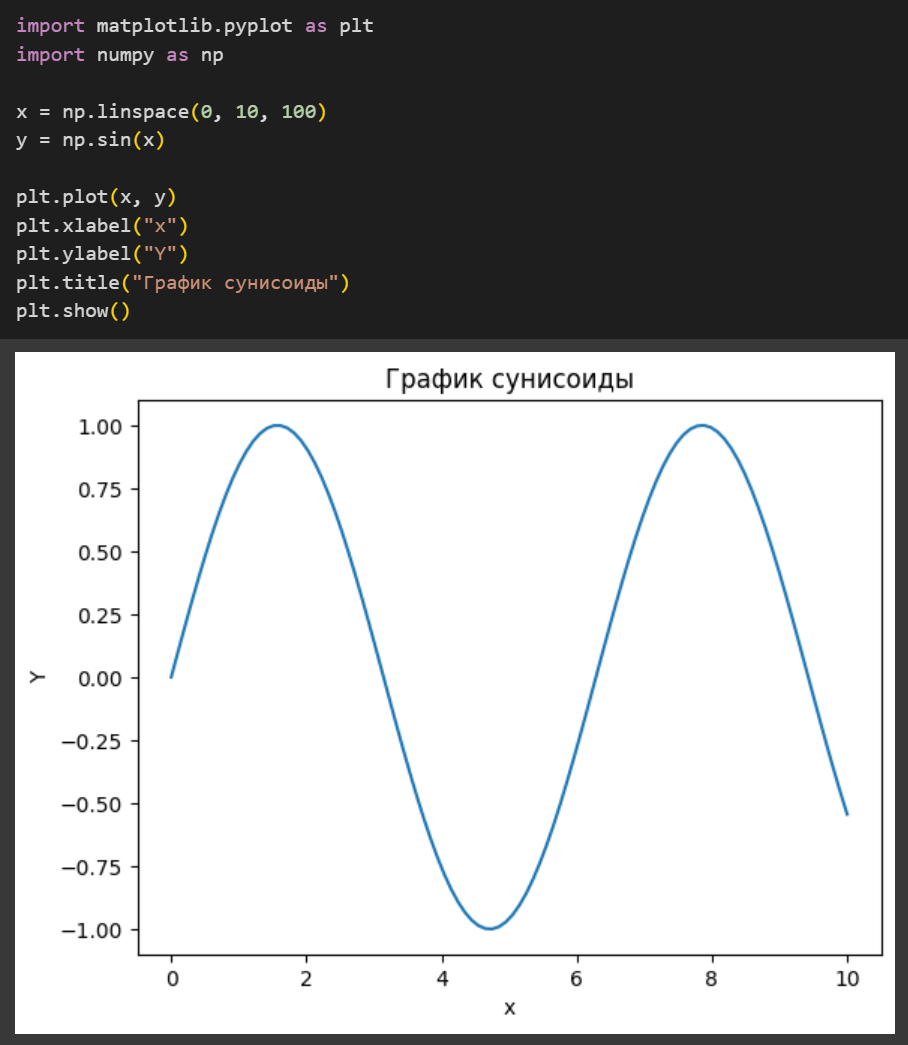 import matplotlib.pyplot as plt
import numpy as np
x = np.linspace(0, 10, 100)
y = np.sin(x)
plt.plot(x, y)
plt.xlabel("x")
plt.ylabel("Y")
plt.title("График сунисоиды")
plt.show()
График сунисоиды
1.00
0.75
0.50
0.25
0.00
−0.25
−0.50
−0.75
−1.00
Y
0 2 4 6 8 10
x